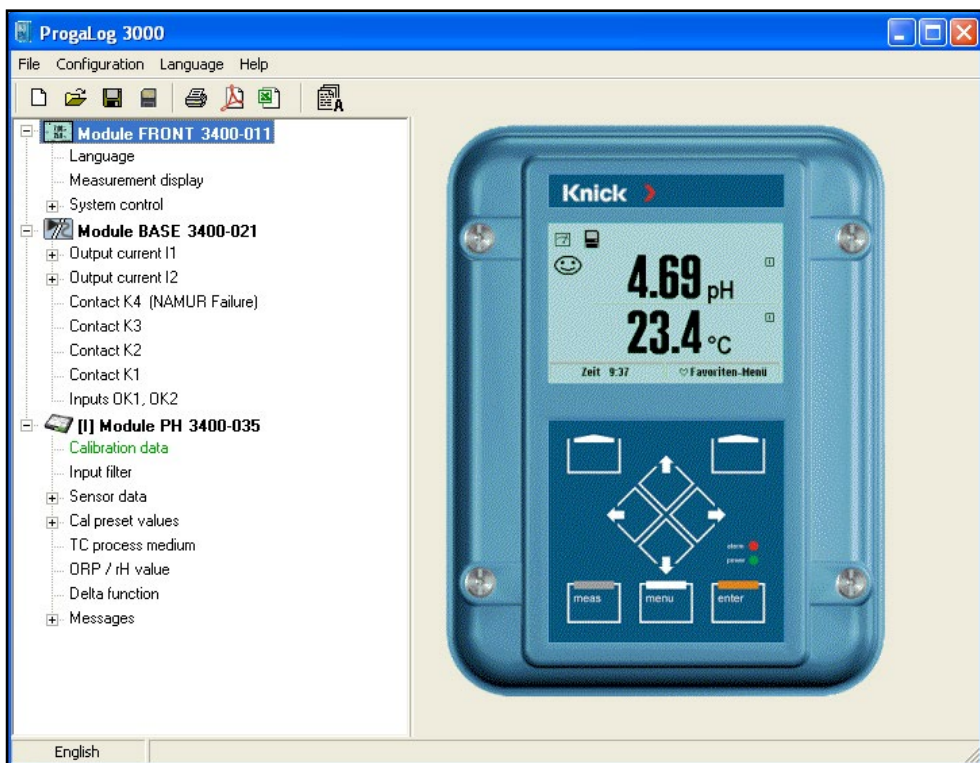 ProgaLog 3000
File Configuration Language Help
A
Module FRONT 3400-011
Language
Measurement display
System control
Module BASE 3400-021
Output current I1
Output current I2
Contact K4 (NAMUR Failure)
Contact K3
Contact K2
Contact K1
Inputs OK1, OK2
[I] Module PH 3400-035
Calibration data
Input filter
Sensor data
Cal preset values
TC process medium
ORP / rH value
Delta function
Messages
Knick
4.69 pH
23.4 °C
Zeit 9:37 Favoriten-Menü
alarm
power
meas menu enter
English